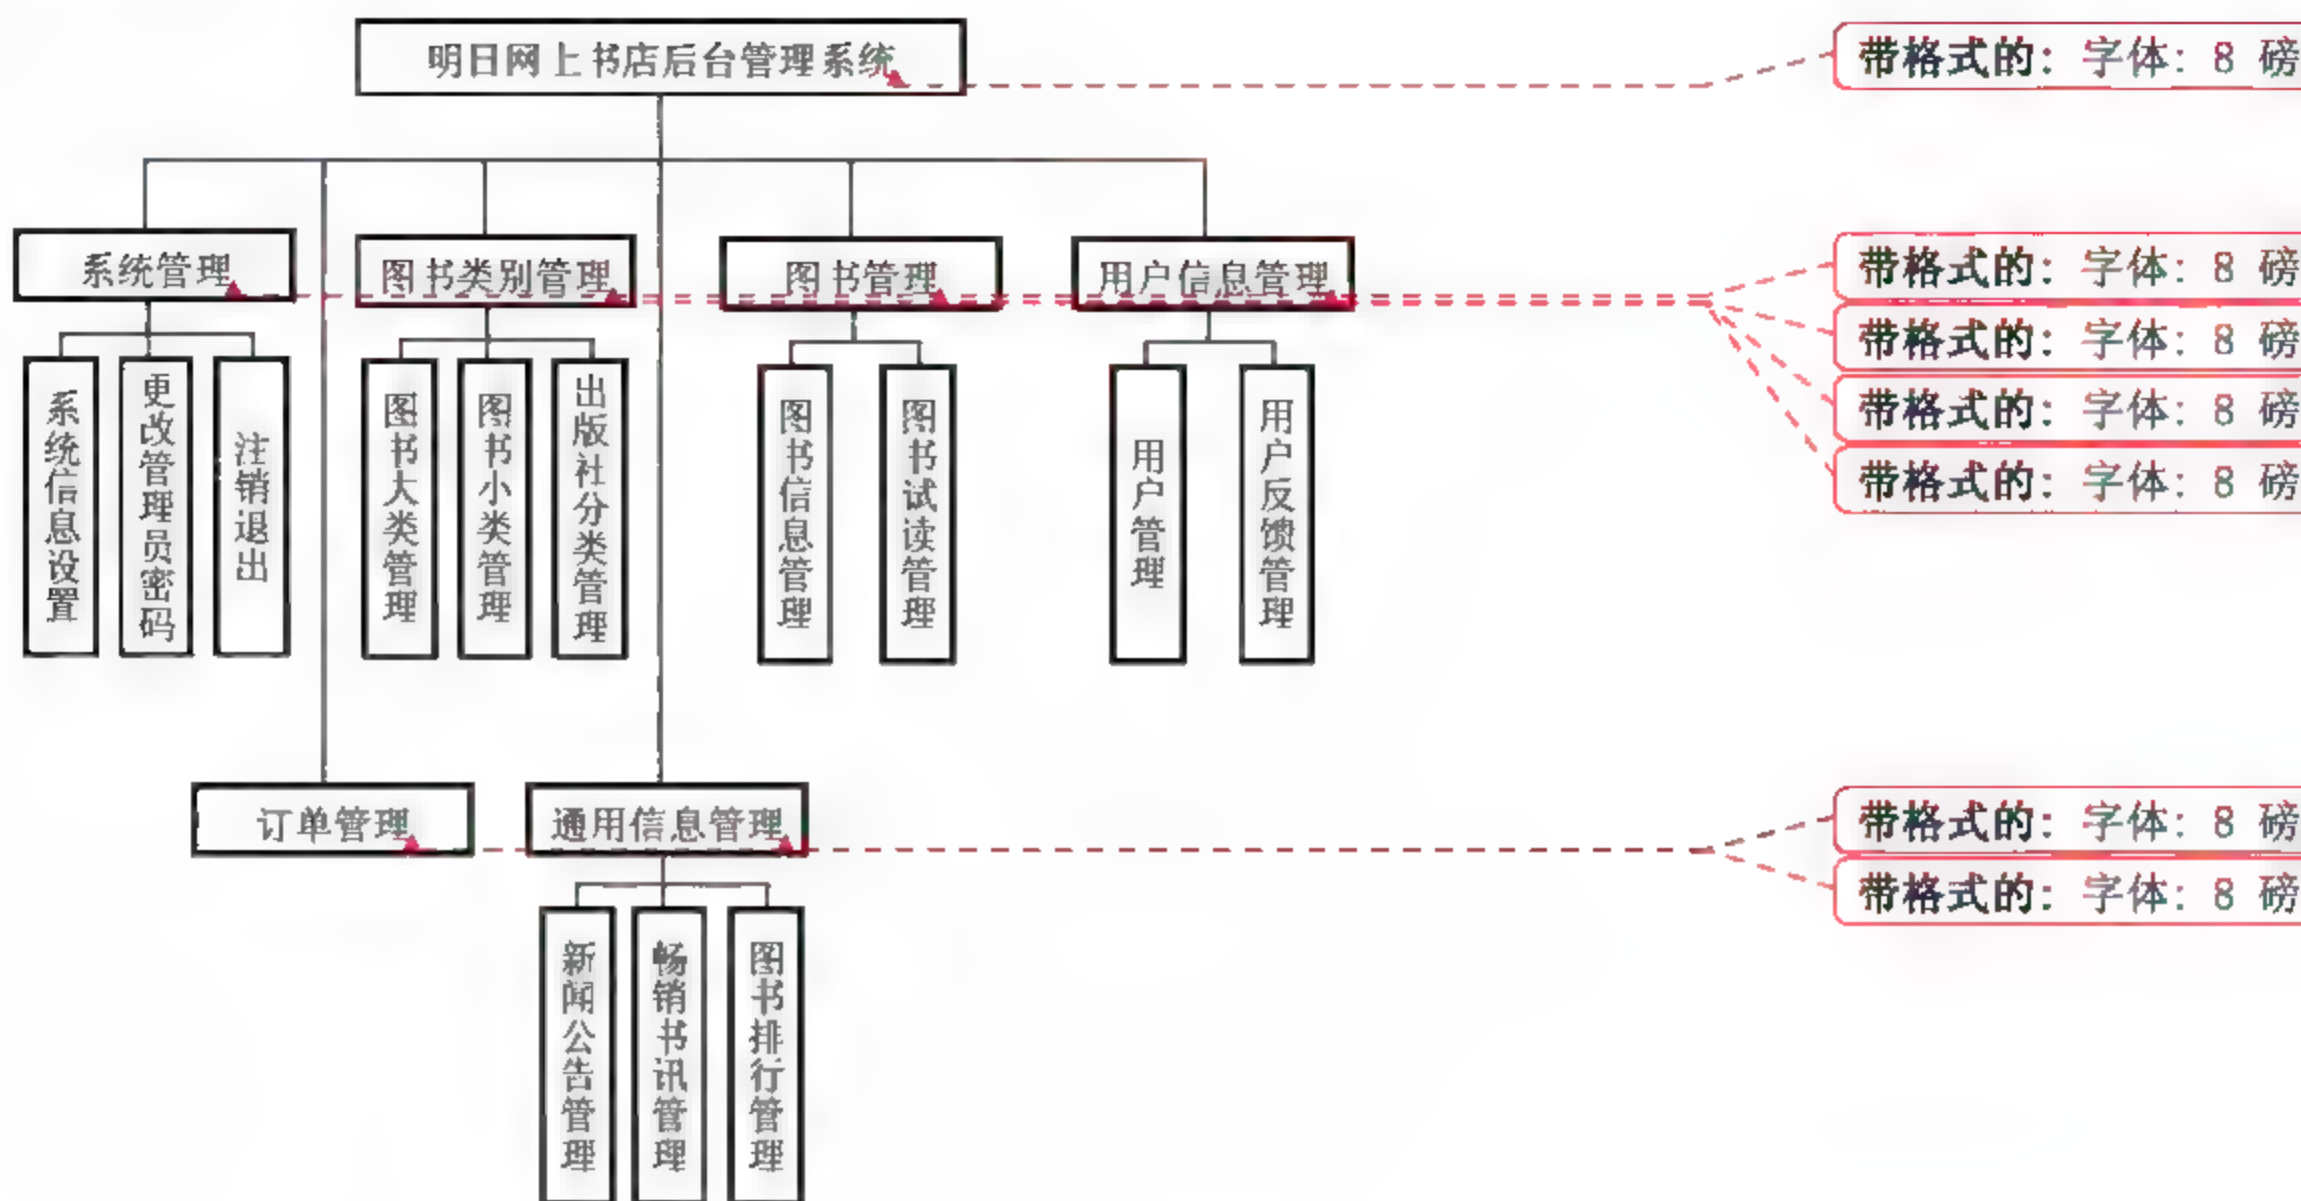 明日网上书店后台管理系统
带格式的: 字体: 8 磅
系统管理
图书类别管理
图书管理
用户信息管理
带格式的: 字体: 8 磅
带格式的: 字体: 8 磅
带格式的: 字体: 8 磅
带格式的: 字体: 8 磅
系统信息设置
更改管理员密码
注销退出
图书大类管理
图书小类管理
出版社分类管理
图书信息管理
图书试读管理
用户管理
用户反馈管理
订单管理
通用信息管理
带格式的: 字体: 8 磅
带格式的: 字体: 8 磅
新闻公告管理
畅销书讯管理
图书排行管理